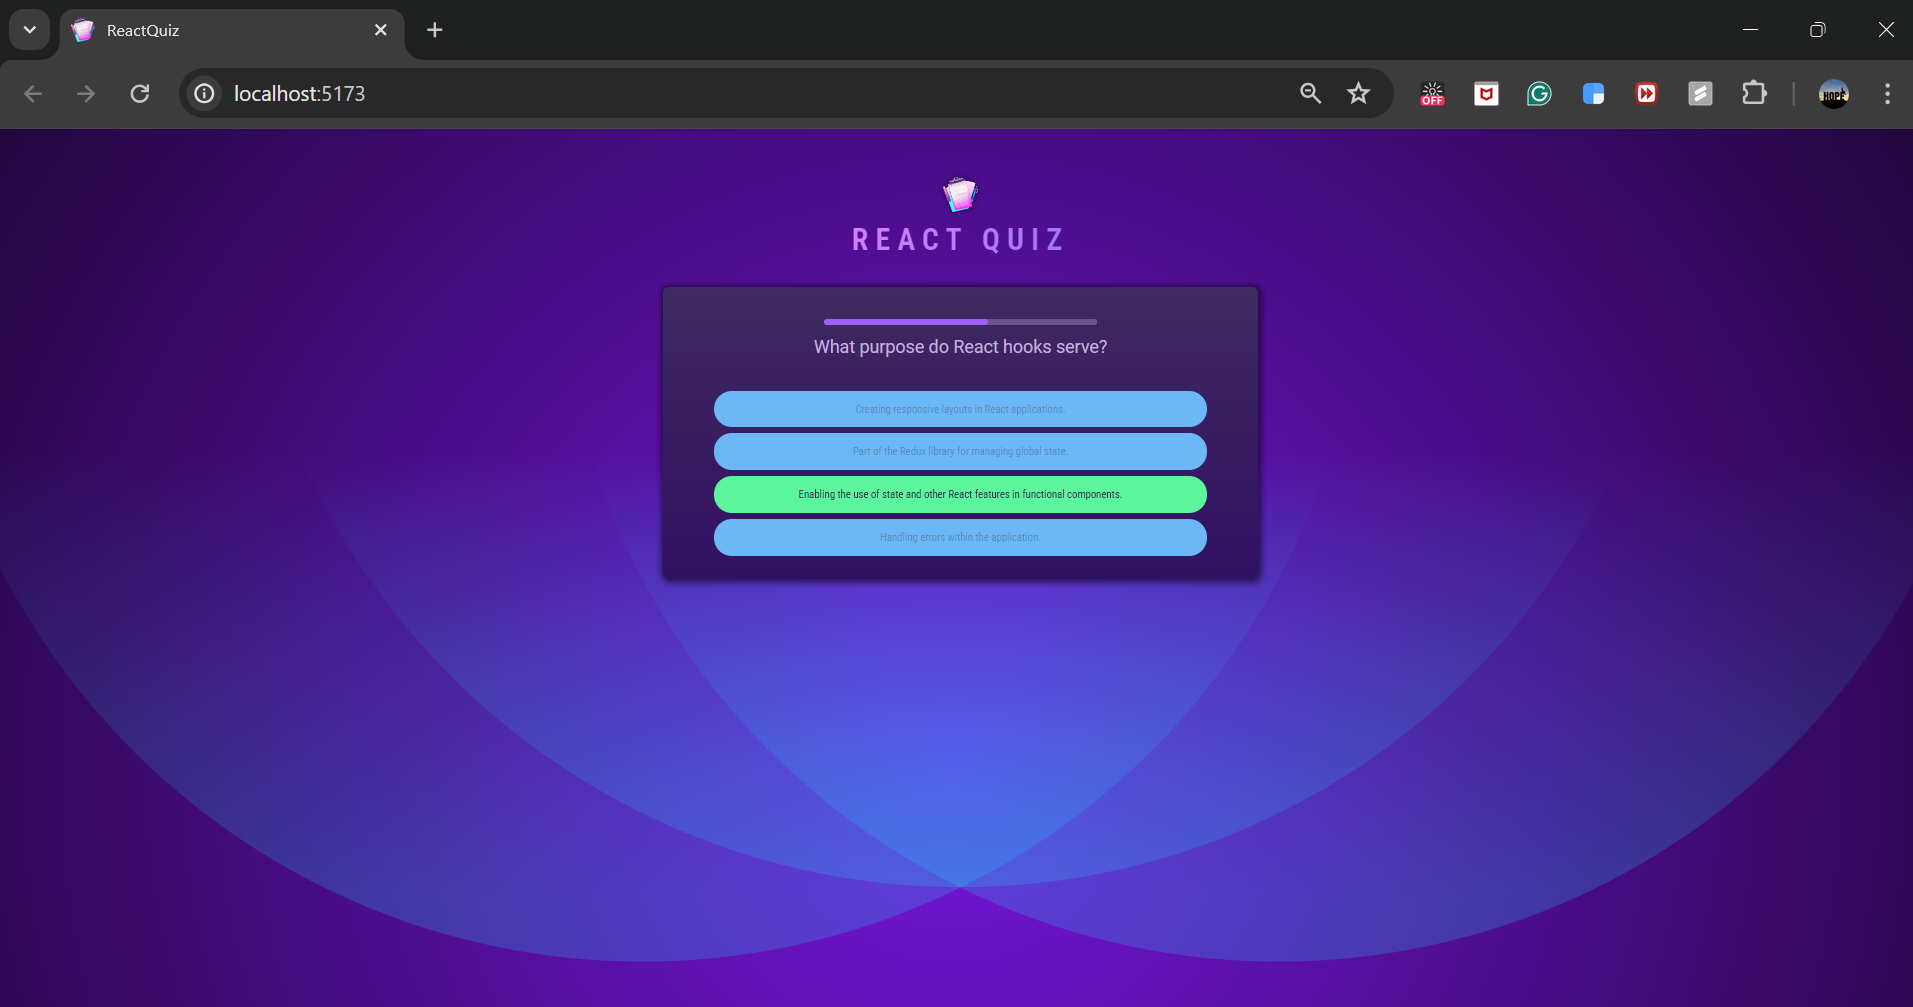 ReactQuiz
localhost:5173
OFF
HOPE
REACT QUIZ
What purpose do React hooks serve?
Creating responsive layouts in React applications.
Part of the Redux library for managing global state.
Enabling the use of state and other React features in functional components.
Handling errors within the application.